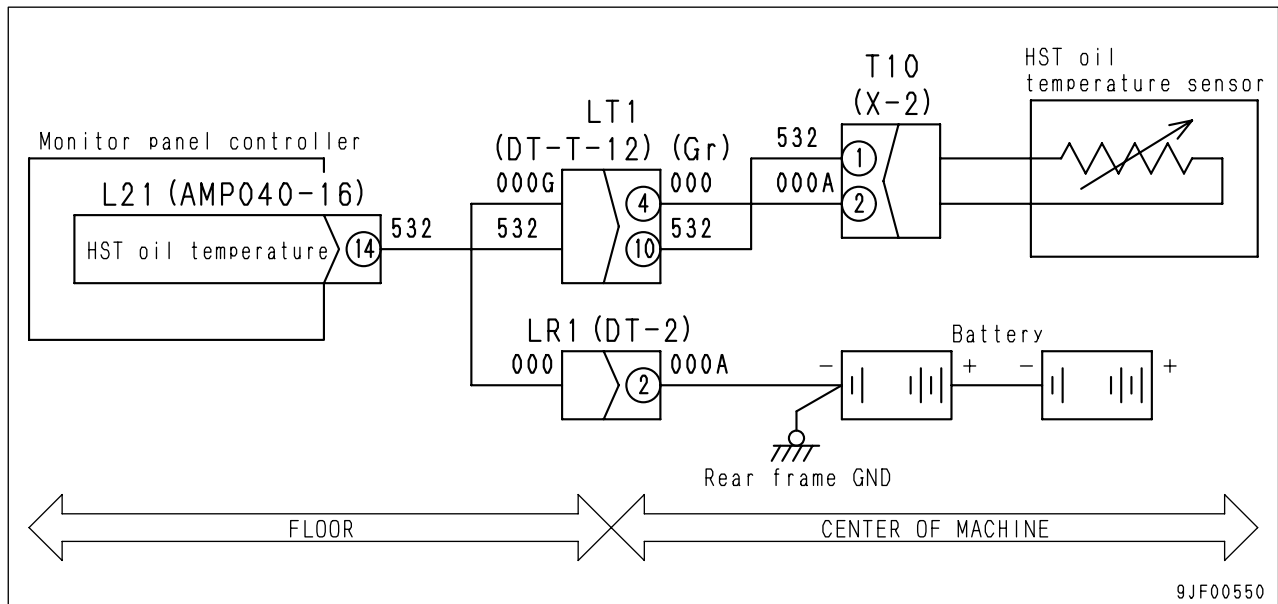 HST oil
temperature sensor
T10
(X-2)
LT1
(DT-T-12) (Gr)
Monitor panel controller
L21 (AMP040-16)
HST oil temperature
14
532
000G
532
4
10
000
532
532
000A
1
2
LR1 (DT-2)
000
2
000A
Battery
- + - +
Rear frame GND
FLOOR
CENTER OF MACHINE
9JF00550